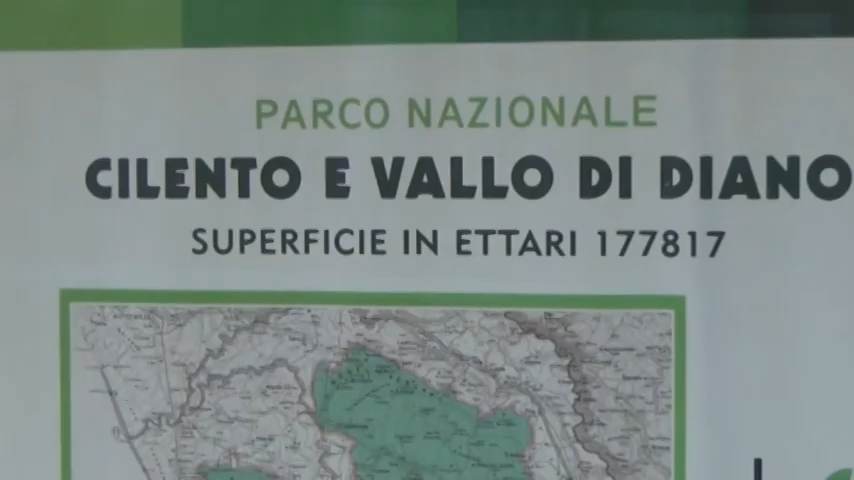 PARCO NAZIONALE
CILENTO E VALLO DI DIANO
SUPERFICIE IN ETTARI 177817